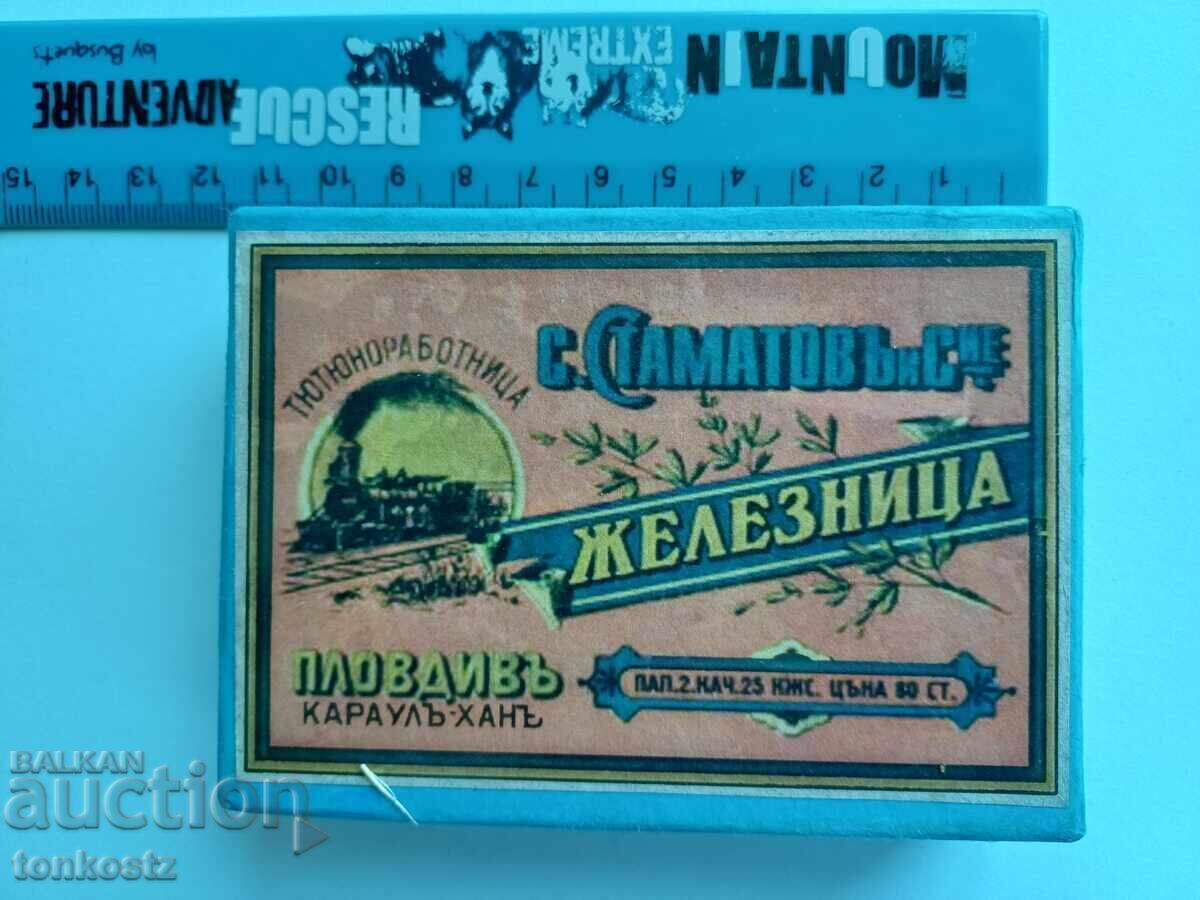 MOUNTAIN
EXTREME
RESCUE
ADVENTURE
by Busquets
15 14 13 12 11 10 9 8 7 6 5 4 3 2 1
ТЮТЮНОРАБОТНИЦА
С. СТАМАТОВЪ и С-ИЕ
ЖЕЛЕЗНИЦА
ПЛОВДИВЪ
КАРАУЛЪ-ХАНЪ
ПАП. 2. КАЧ. 25 КЖС. ЦѢНА 80 СТ.
BALKAN
auction
tonkostz